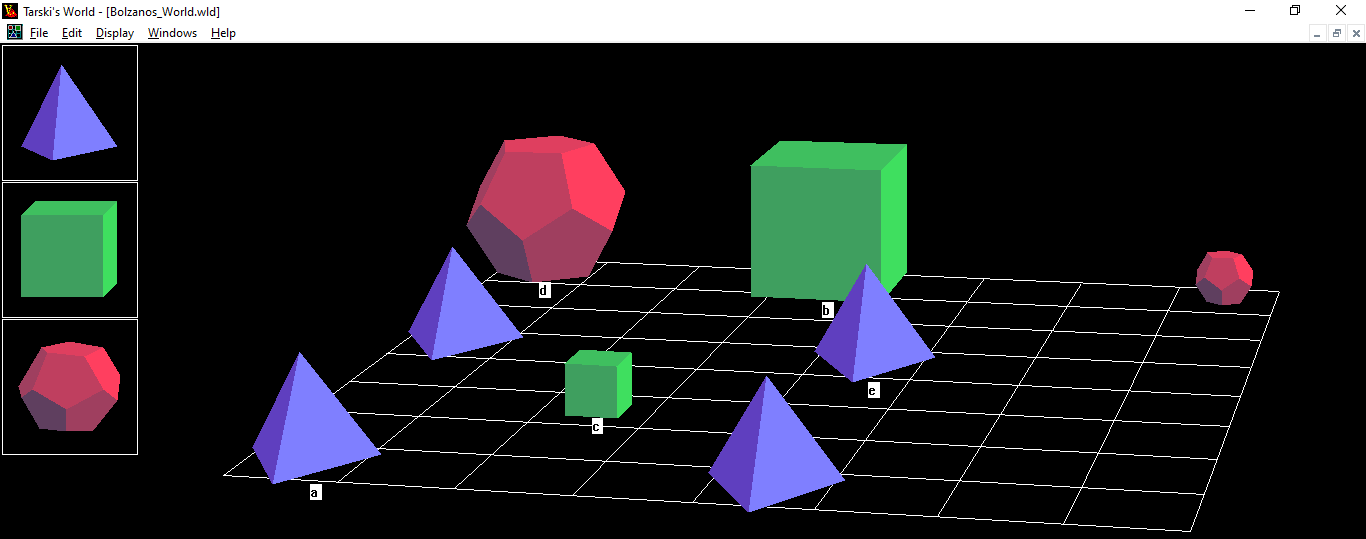 Tarski's World - [Bolzanos_World.wld]
File Edit Display Windows Help
d
b
e
c
a